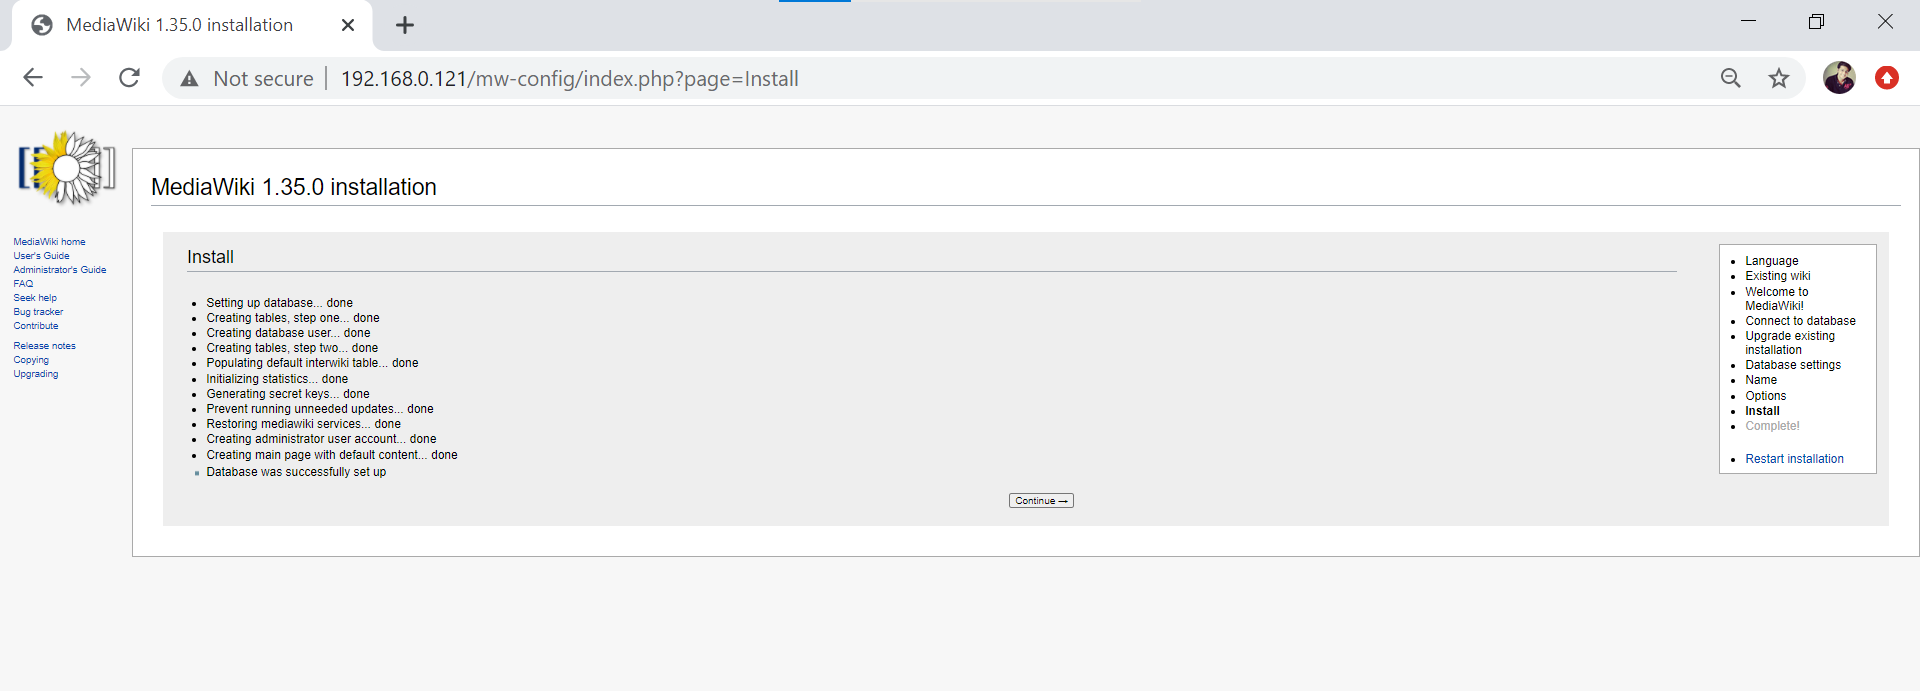 MediaWiki 1.35.0 installation
Not secure
192.168.0.121/mw-config/index.php?page=Install
MediaWiki home
User's Guide
Administrator's Guide
FAQ
Seek help
Bug tracker
Contribute
Release notes
Copying
Upgrading
MediaWiki 1.35.0 installation
Install
Setting up database... done
Creating tables, step one... done
Creating database user... done
Creating tables, step two... done
Populating default interwiki table... done
Initializing statistics... done
Generating secret keys... done
Prevent running unneeded updates... done
Restoring mediawiki services... done
Creating administrator user account... done
Creating main page with default content... done
Database was successfully set up
Continue →
Language
Existing wiki
Welcome to
MediaWiki!
Connect to database
Upgrade existing
installation
Database settings
Name
Options
Install
Complete!
Restart installation